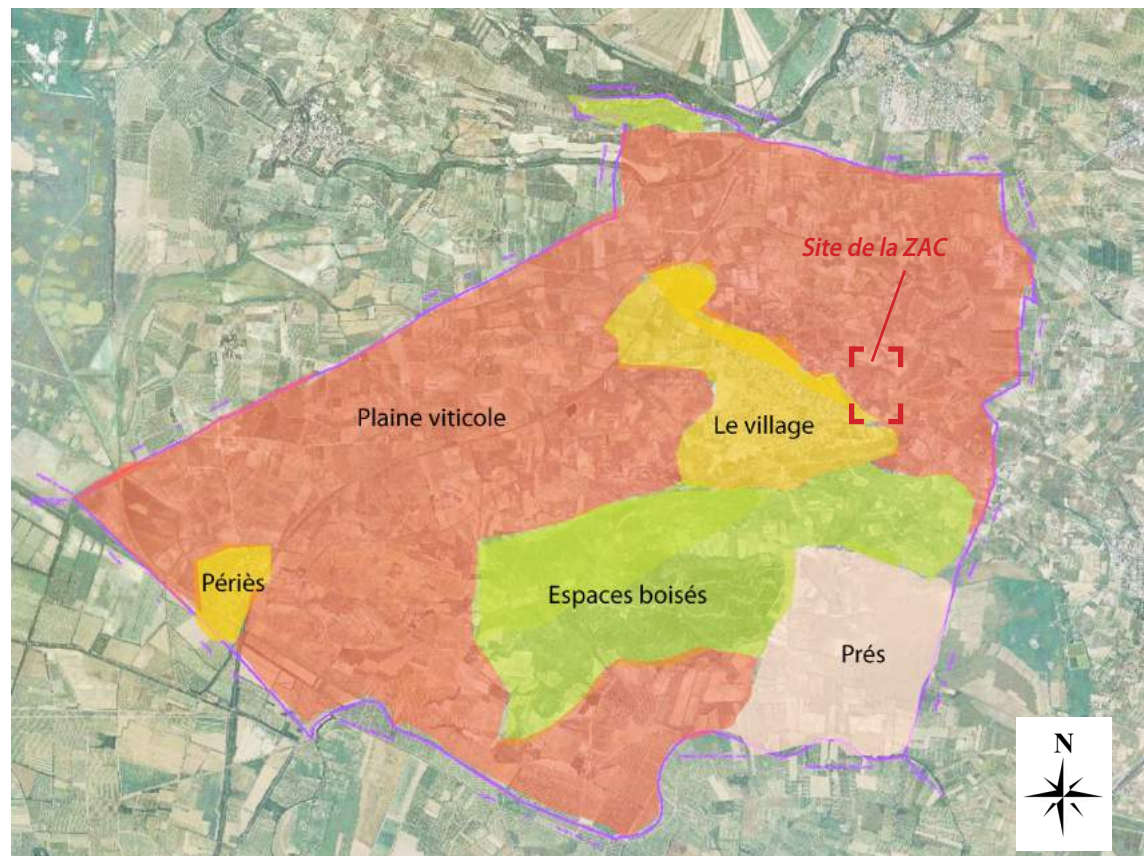 Site de la ZAC
Plaine viticole
Le village
Périès
Espaces boisés
Prés
N